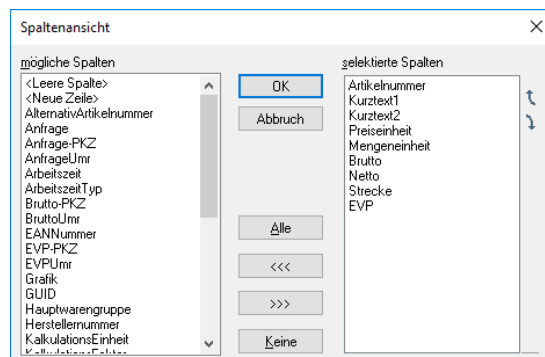 Spaltenansicht
mögliche Spalten
<Leere Spalte>
<Neue Zeile>
AlternativArtikelnummer
Anfrage
Anfrage-PKZ
AnfrageUmr
Arbeitszeit
ArbeitszeitTyp
Brutto-PKZ
BruttoUmr
EANNummer
EVP-PKZ
EVPUmr
Grafik
GUID
Hauptwarengruppe
Herstellernummer
KalkulationsEinheit
OK
Abbruch
Alle
<<<
>>>
Keine
selektierte Spalten
Artikelnummer
Kurztext1
Kurztext2
Preiseinheit
Mengeneinheit
Brutto
Netto
Strecke
EVP